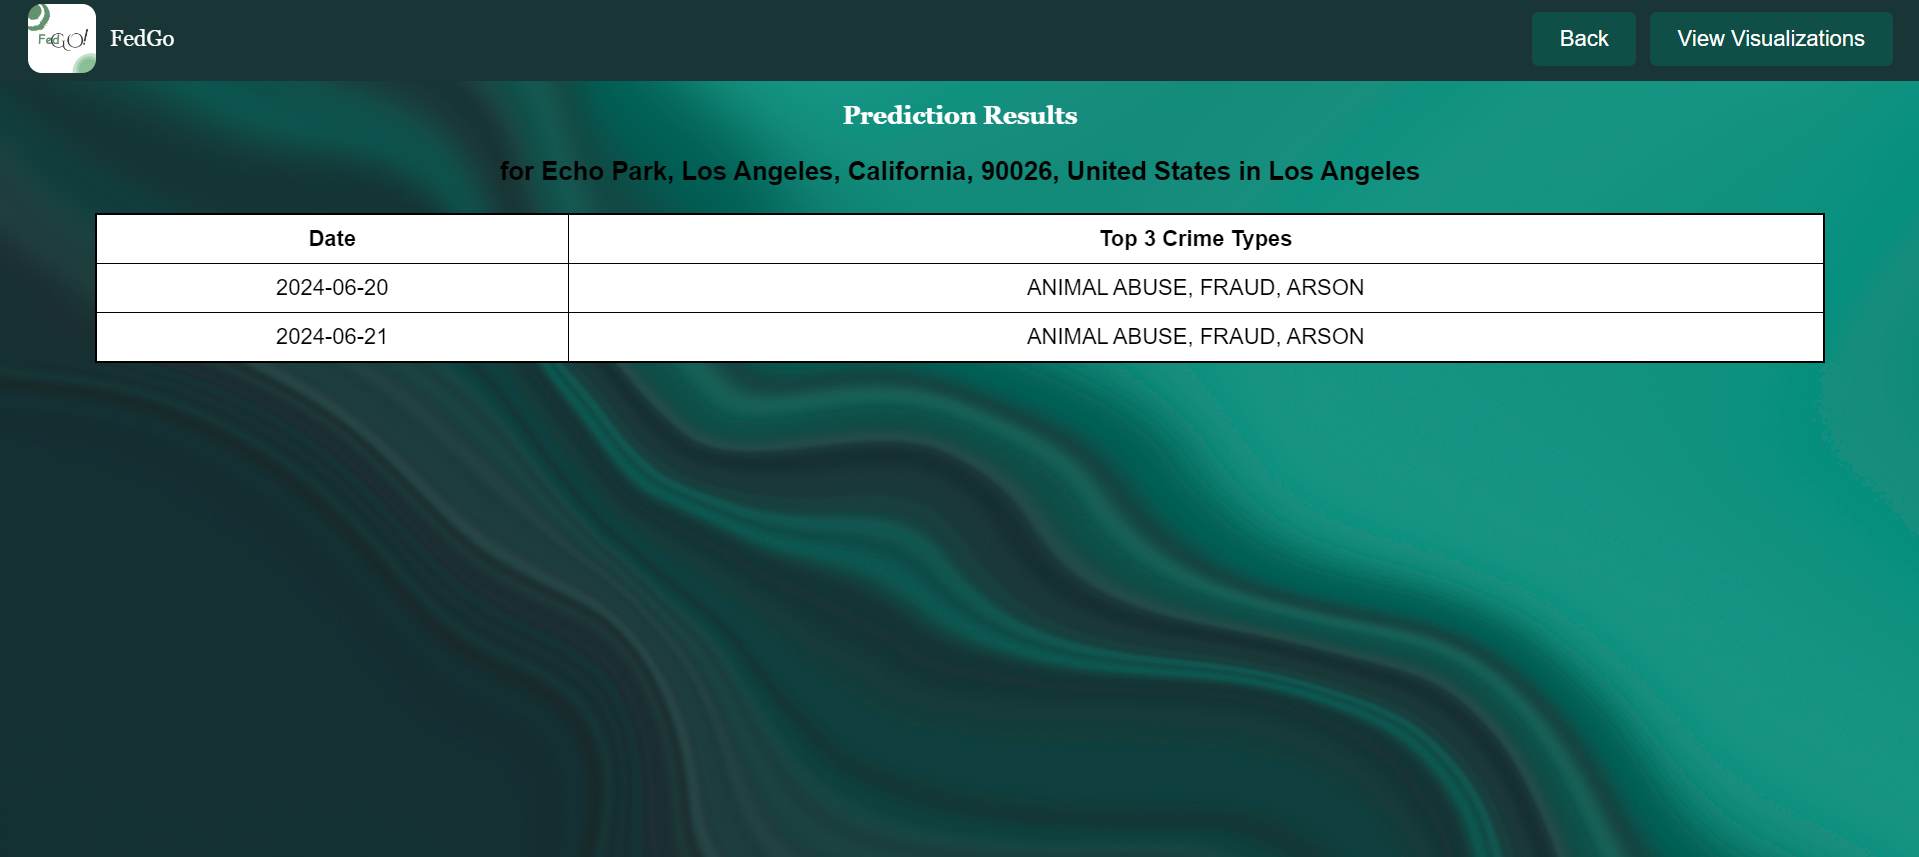 FedGO!
FedGo
Back
View Visualizations
Prediction Results
for Echo Park, Los Angeles, California, 90026, United States in Los Angeles
Date Top 3 Crime Types
2024-06-20 ANIMAL ABUSE, FRAUD, ARSON
2024-06-21 ANIMAL ABUSE, FRAUD, ARSON